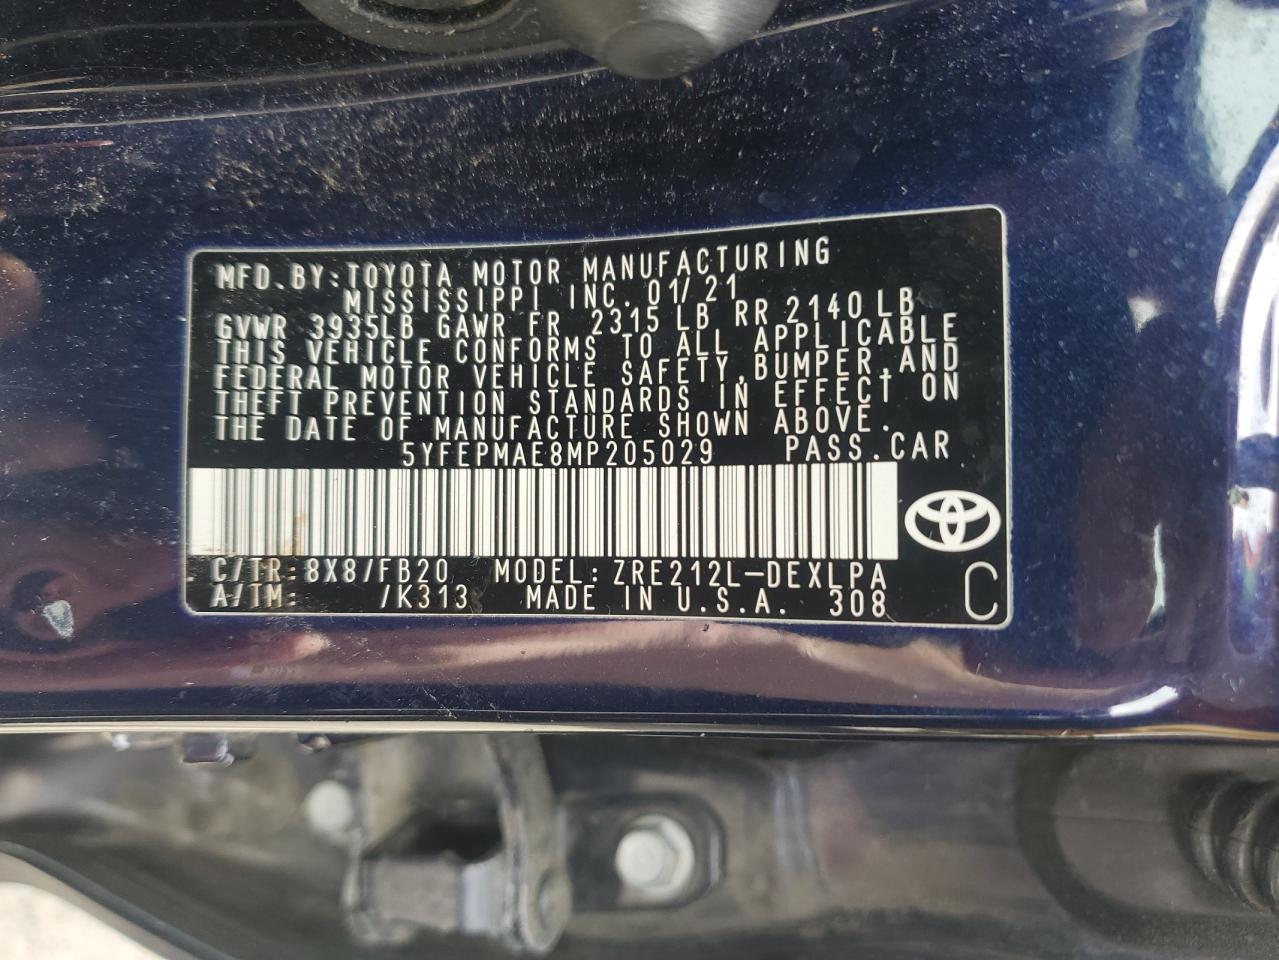 MFD.BY:TOYOTA MOTOR MANUFACTURING
MISSISSIPPI INC. 01/21
GVWR 3935LB GAWR FR 2315 LB RR 2140 LB
THIS VEHICLE CONFORMS TO ALL APPLICABLE
FEDERAL MOTOR VEHICLE SAFETY,BUMPER,AND
THEFT PREVENTION STANDARDS IN EFFECT ON
THE DATE OF MANUFACTURE SHOWN ABOVE.
5YFEPMAE8MP205029 PASS.CAR
C/TR:8X8/FB20 MODEL:ZRE212L-DEXLPA
A/TM: /K313 MADE IN U.S.A. 308 C